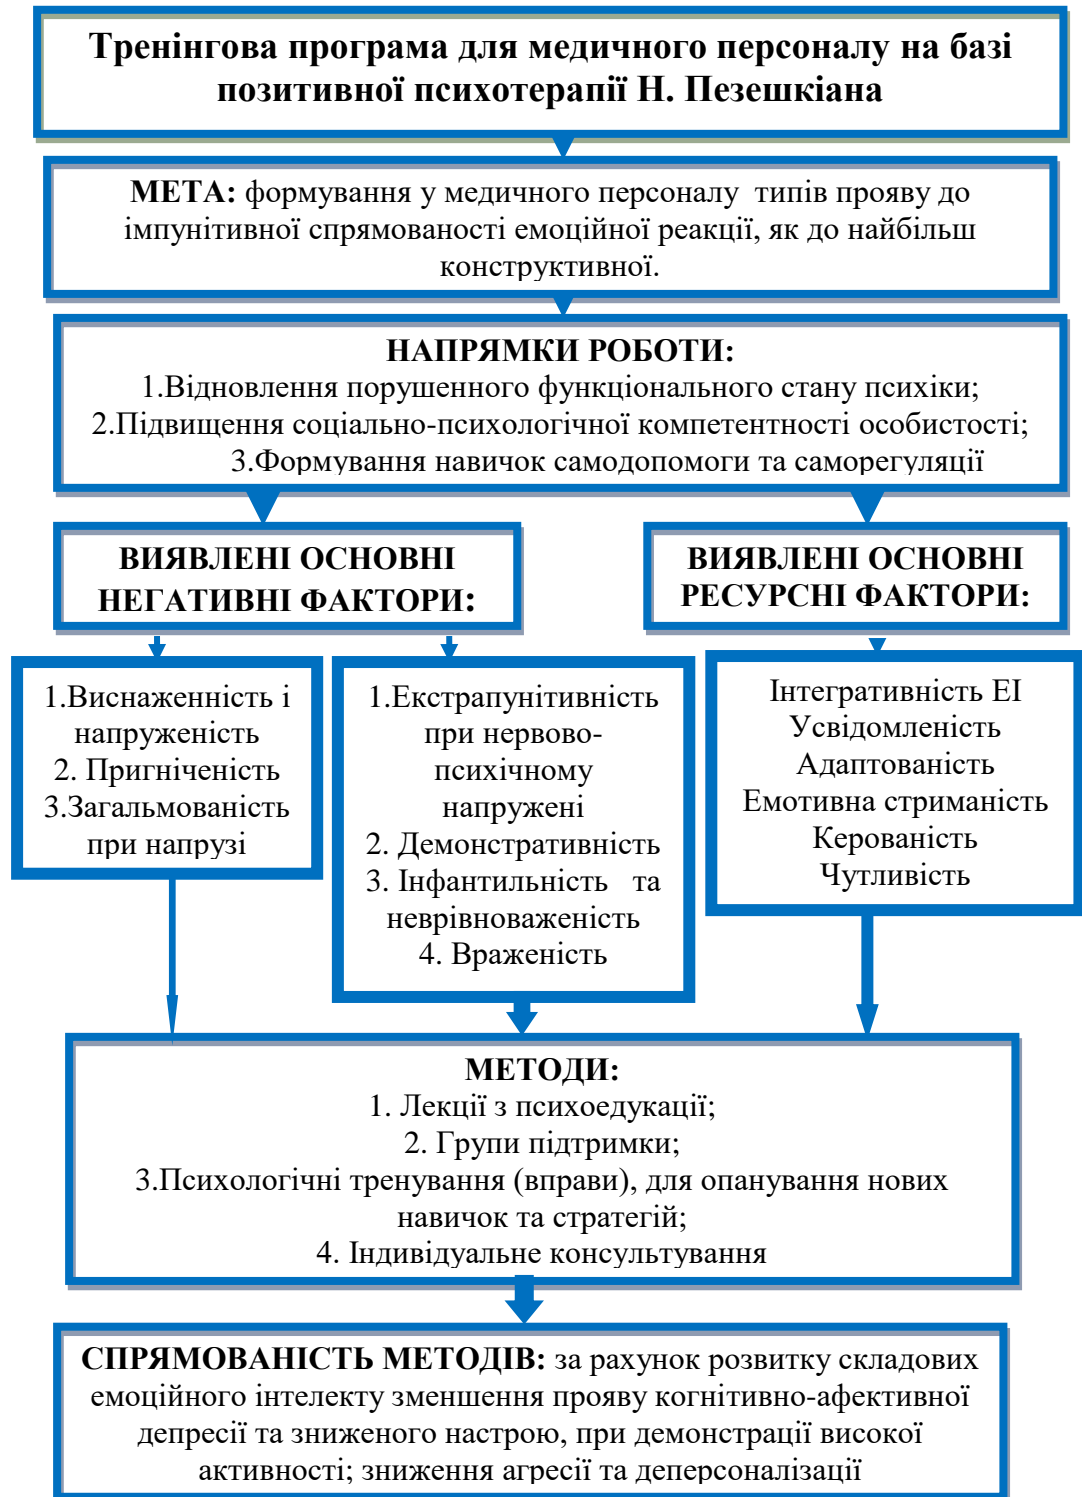 Тренінгова програма для медичного персоналу на базі
позитивної психотерапії Н. Пезешкіана
МЕТА: формування у медичного персоналу типів прояву до
імпунітивної спрямованості емоційної реакції, як до найбільш
конструктивної.
НАПРЯМКИ РОБОТИ:
1.Відновлення порушенного функціонального стану психіки;
2.Підвищення соціально-психологічної компетентності особистості;
3.Формування навичок самодопомоги та саморегуляції
ВИЯВЛЕНІ ОСНОВНІ
НЕГАТИВНІ ФАКТОРИ:
ВИЯВЛЕНІ ОСНОВНІ
РЕСУРСНІ ФАКТОРИ:
1.Виснаженність і
напруженість
2. Пригніченість
3.Загальмованість
при напрузі
1.Екстрапунітивність
при нервово-
психічному
напружені
2. Демонстративність
3. Інфантильність та
неврівноваженість
4. Враженість
Інтегративність ЕІ
Усвідомленість
Адаптованість
Емотивна стриманість
Керованість
Чутливість
МЕТОДИ:
1. Лекції з психоедукації;
2. Групи підтримки;
3.Психологічні тренування (вправи), для опанування нових
навичок та стратегій;
4. Індивідуальне консультування
СПРЯМОВАНІСТЬ МЕТОДІВ: за рахунок розвитку складових
емоційного інтелекту зменшення прояву когнітивно-афективної
депресії та зниженого настрою, при демонстрації високої
активності; зниження агресії та деперсоналізації